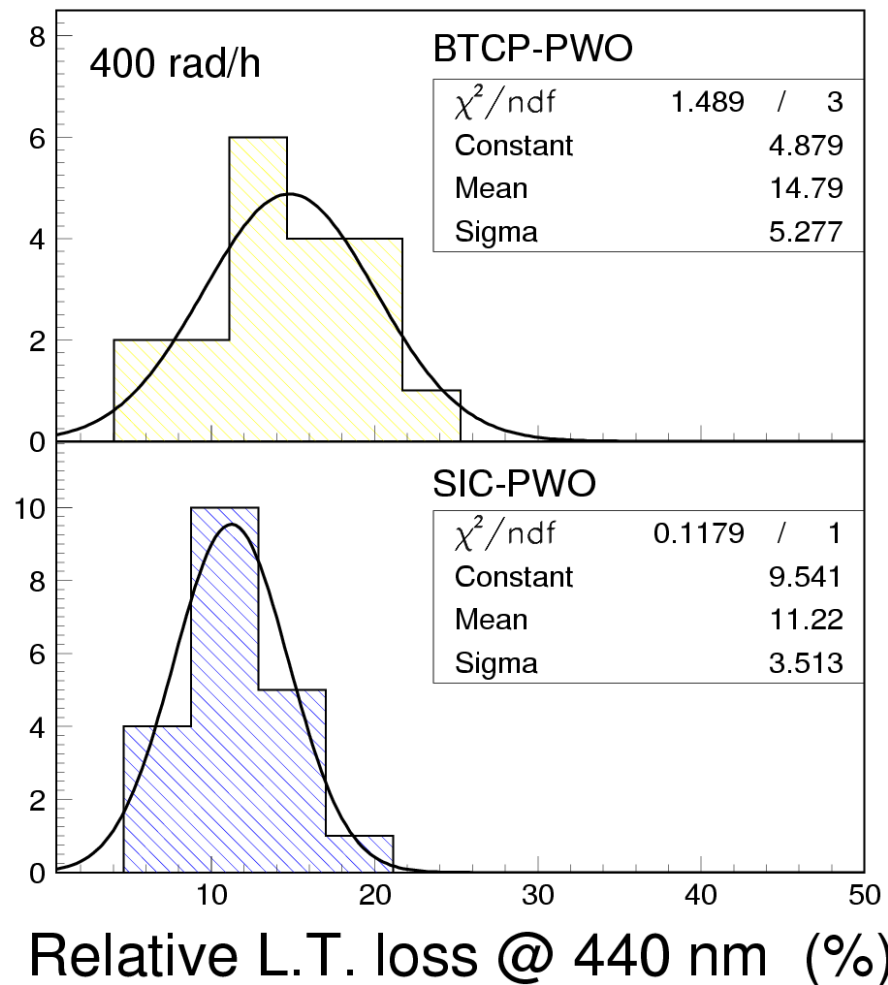 8
400 rad/h
BTCP-PWO
χ²/ndf 1.489 / 3
Constant 4.879
Mean 14.79
Sigma 5.277
6
4
2
0
SIC-PWO
χ²/ndf 0.1179 / 1
Constant 9.541
Mean 11.22
Sigma 3.513
10
8
6
4
2
0
10 20 30 40 50
Relative L.T. loss @ 440 nm (%)